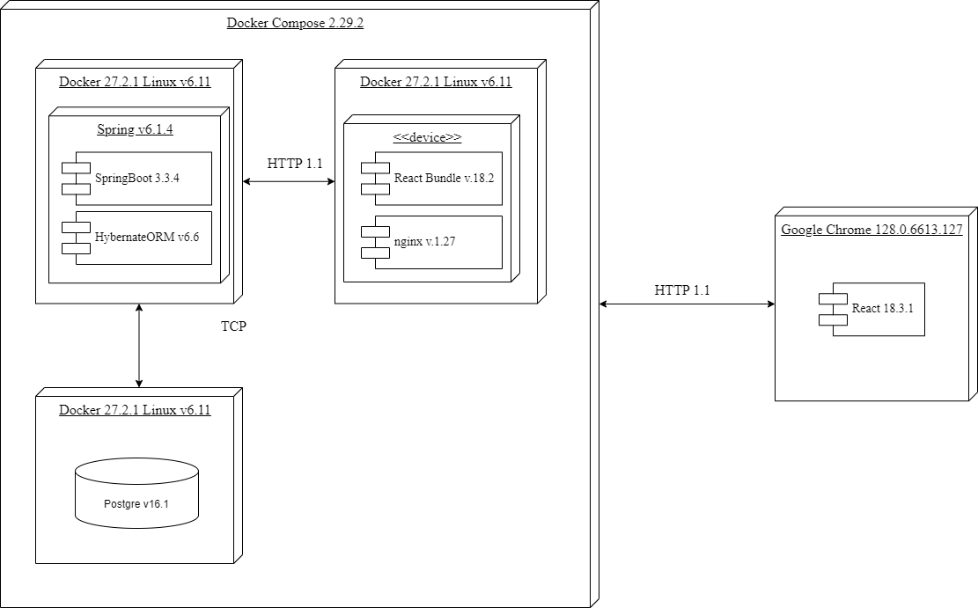 Docker Compose 2.29.2
Docker 27.2.1 Linux v6.11
Spring v6.1.4
SpringBoot 3.3.4
HybernateORM v6.6
HTTP 1.1
Docker 27.2.1 Linux v6.11
<<device>>
React Bundle v.18.2
nginx v.1.27
TCP
Docker 27.2.1 Linux v6.11
Postgre v16.1
HTTP 1.1
Google Chrome 128.0.6613.127
React 18.3.1